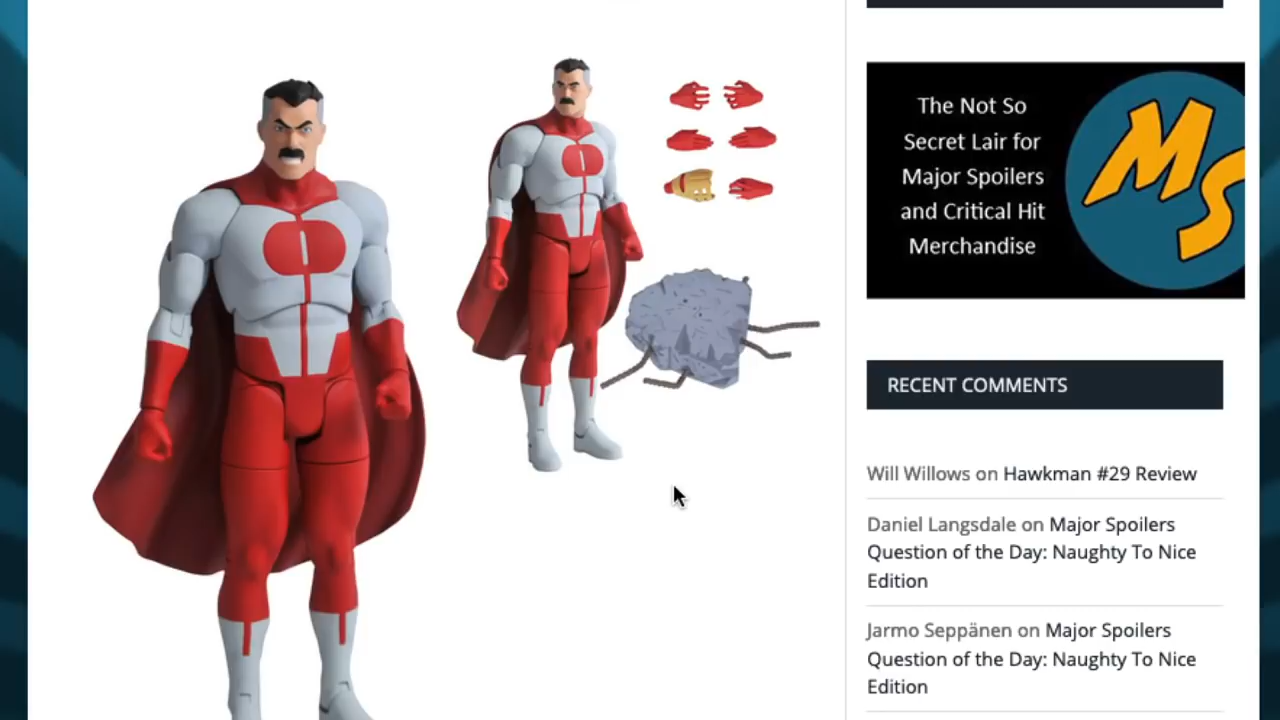 The Not So
Secret Lair for
Major Spoilers
and Critical Hit
Merchandise
MS
RECENT COMMENTS
Will Willows on Hawkman #29 Review
Daniel Langsdale on Major Spoilers
Question of the Day: Naughty To Nice
Edition
Jarmo Seppänen on Major Spoilers
Question of the Day: Naughty To Nice
Edition